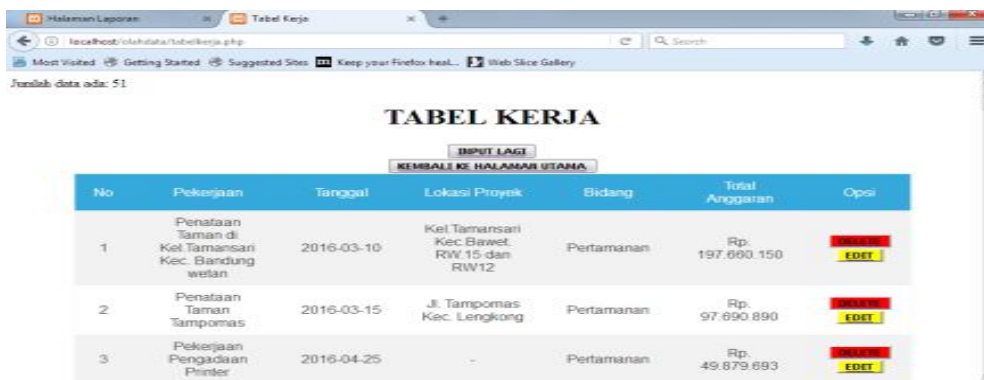 Halaman Laporan
Tabel Kerja
localhost/olahdata/tabelkerja.php
Search
Most Visited Getting Started Suggested Sites Keep your Firefox heal... Web Slice Gallery
Jumlah data ada: 51
TABEL KERJA
INPUT LAGI
KEMBALI KE HALAMAN UTAMA
No Pekerjaan Tanggal Lokasi Proyek Bidang Total Anggaran Opsi
1
Penataan
Taman di
Kel.Tamansari
Kec. Bandung
wetan
2016-03-10
Kel.Tamansari
Kec.Bawet,
RW.15 dan
RW12
Pertamanan
Rp.
197.660.150
DELETE
EDIT
2
Penataan
Taman
Tampomas
2016-03-15
Jl. Tampomas
Kec. Lengkong
Pertamanan
Rp.
97.690.890
DELETE
EDIT
3
Pekerjaan
Pengadaan
Printer
2016-04-25
-
Pertamanan
Rp.
49.879.693
DELETE
EDIT